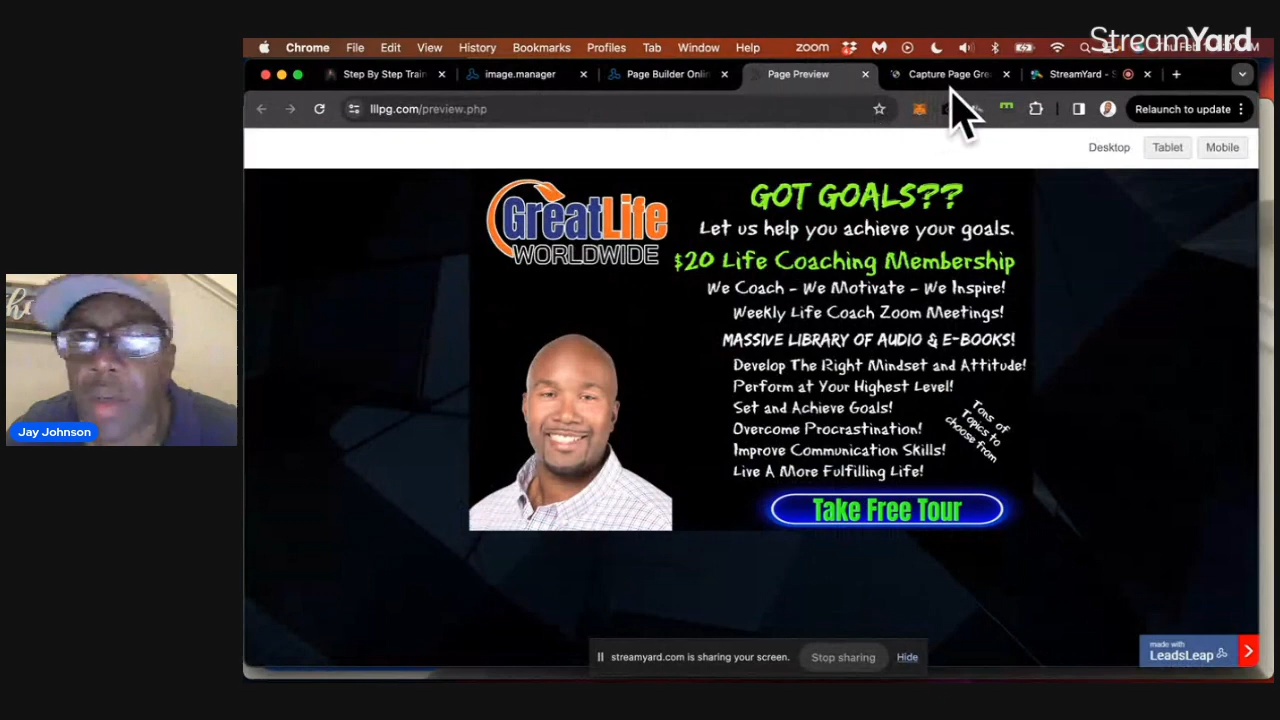 StreamYard
Chrome File Edit View History Bookmarks Profiles Tab Window Help zoom
Step By Step Train
image.manager
Page Builder Onli
Page Preview
Capture Page Gre
StreamYard - S
lllpg.com/preview.php
Relaunch to update
Desktop Tablet Mobile
GreatLife
WORLDWIDE
GOT GOALS??
Let us help you achieve your goals.
$20 Life Coaching Membership
We Coach - We Motivate - We Inspire!
Weekly Life Coach Zoom Meetings!
MASSIVE LIBRARY OF AUDIO & E-BOOKS!
Develop The Right Mindset and Attitude!
Perform at Your Highest Level!
Set and Achieve Goals!
Overcome Procrastination!
Improve Communication Skills!
Live A More Fulfilling Life!
Tons of
Topics to
choose from
Take Free Tour
Jay Johnson
streamyard.com is sharing your screen.
Stop sharing
Hide
made with
LeadsLeap